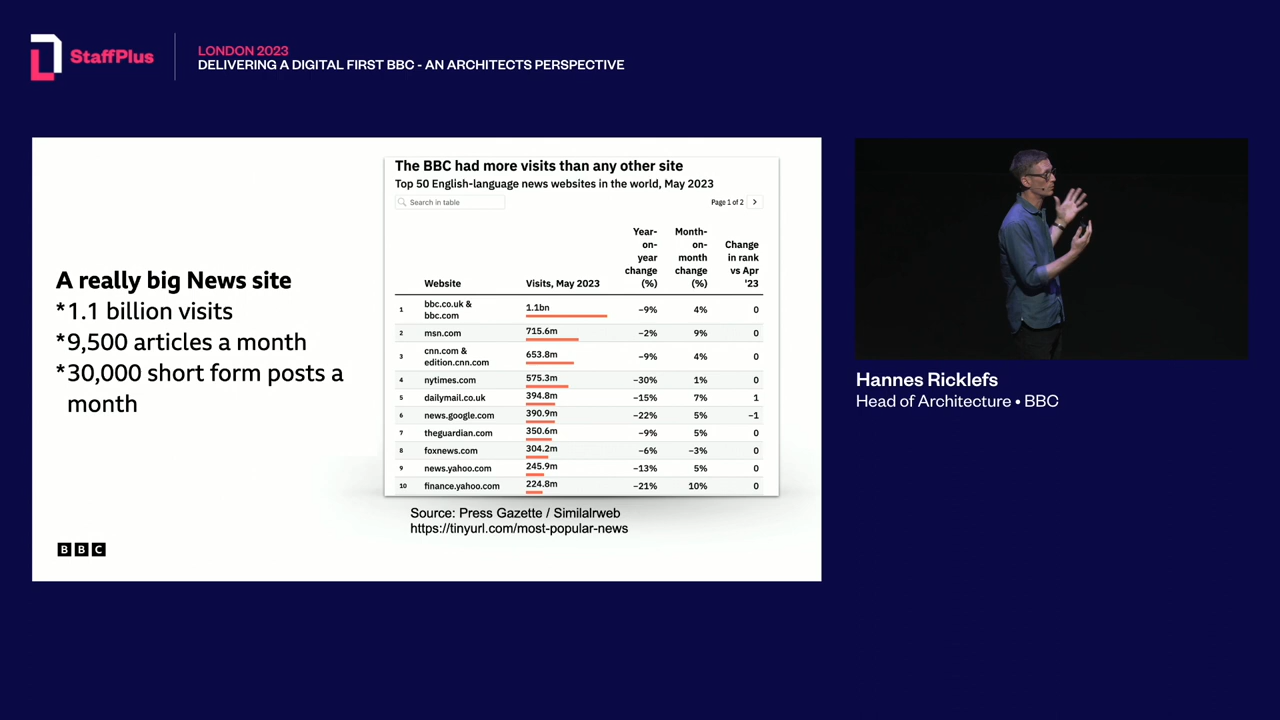 StaffPlus
LONDON 2023
DELIVERING A DIGITAL FIRST BBC - AN ARCHITECTS PERSPECTIVE
A really big News site
*1.1 billion visits
*9,500 articles a month
*30,000 short form posts a
month
BBC
The BBC had more visits than any other site
Top 50 English-language news websites in the world, May 2023
Search in table
Page 1 of 2 >
Website Visits, May 2023 Year-on-year change (%) Month-on-month change (%) Change in rank vs Apr '23
1 bbc.co.uk & bbc.com 1.1bn −9% 4% 0
2 msn.com 715.6m −2% 9% 0
3 cnn.com & edition.cnn.com 653.8m −9% 4% 0
4 nytimes.com 575.3m −30% 1% 0
5 dailymail.co.uk 394.8m −15% 7% 1
6 news.google.com 390.9m −22% 5% −1
7 theguardian.com 350.6m −9% 5% 0
8 foxnews.com 304.2m −6% −3% 0
9 news.yahoo.com 245.9m −13% 5% 0
10 finance.yahoo.com 224.8m −21% 10% 0
Source: Press Gazette / Similalrweb
https://tinyurl.com/most-popular-news
Hannes Ricklefs
Head of Architecture • BBC